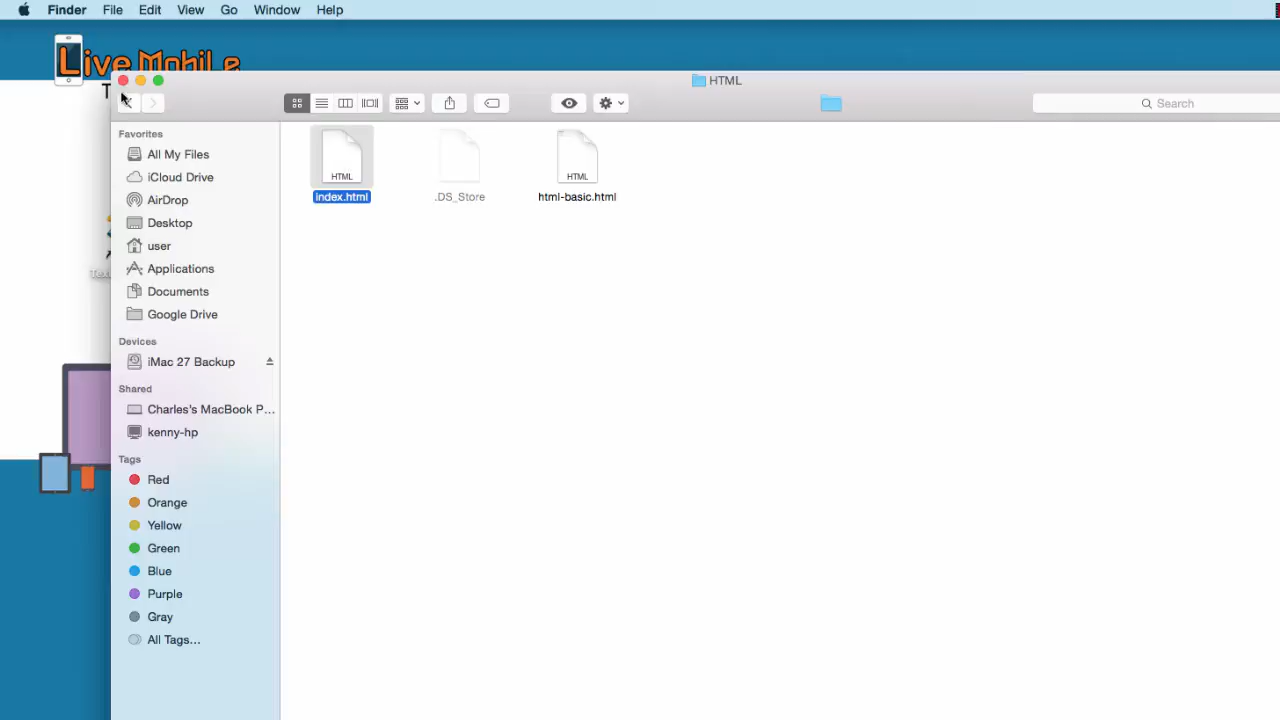 Finder File Edit View Go Window Help
Live Mobile
T
HTML
Search
Favorites
All My Files
iCloud Drive
AirDrop
Desktop
user
Applications
Documents
Google Drive
Devices
iMac 27 Backup
Shared
Charles's MacBook P...
kenny-hp
Tags
Red
Orange
Yellow
Green
Blue
Purple
Gray
All Tags...
HTML
index.html
.DS_Store
HTML
html-basic.html
Tex